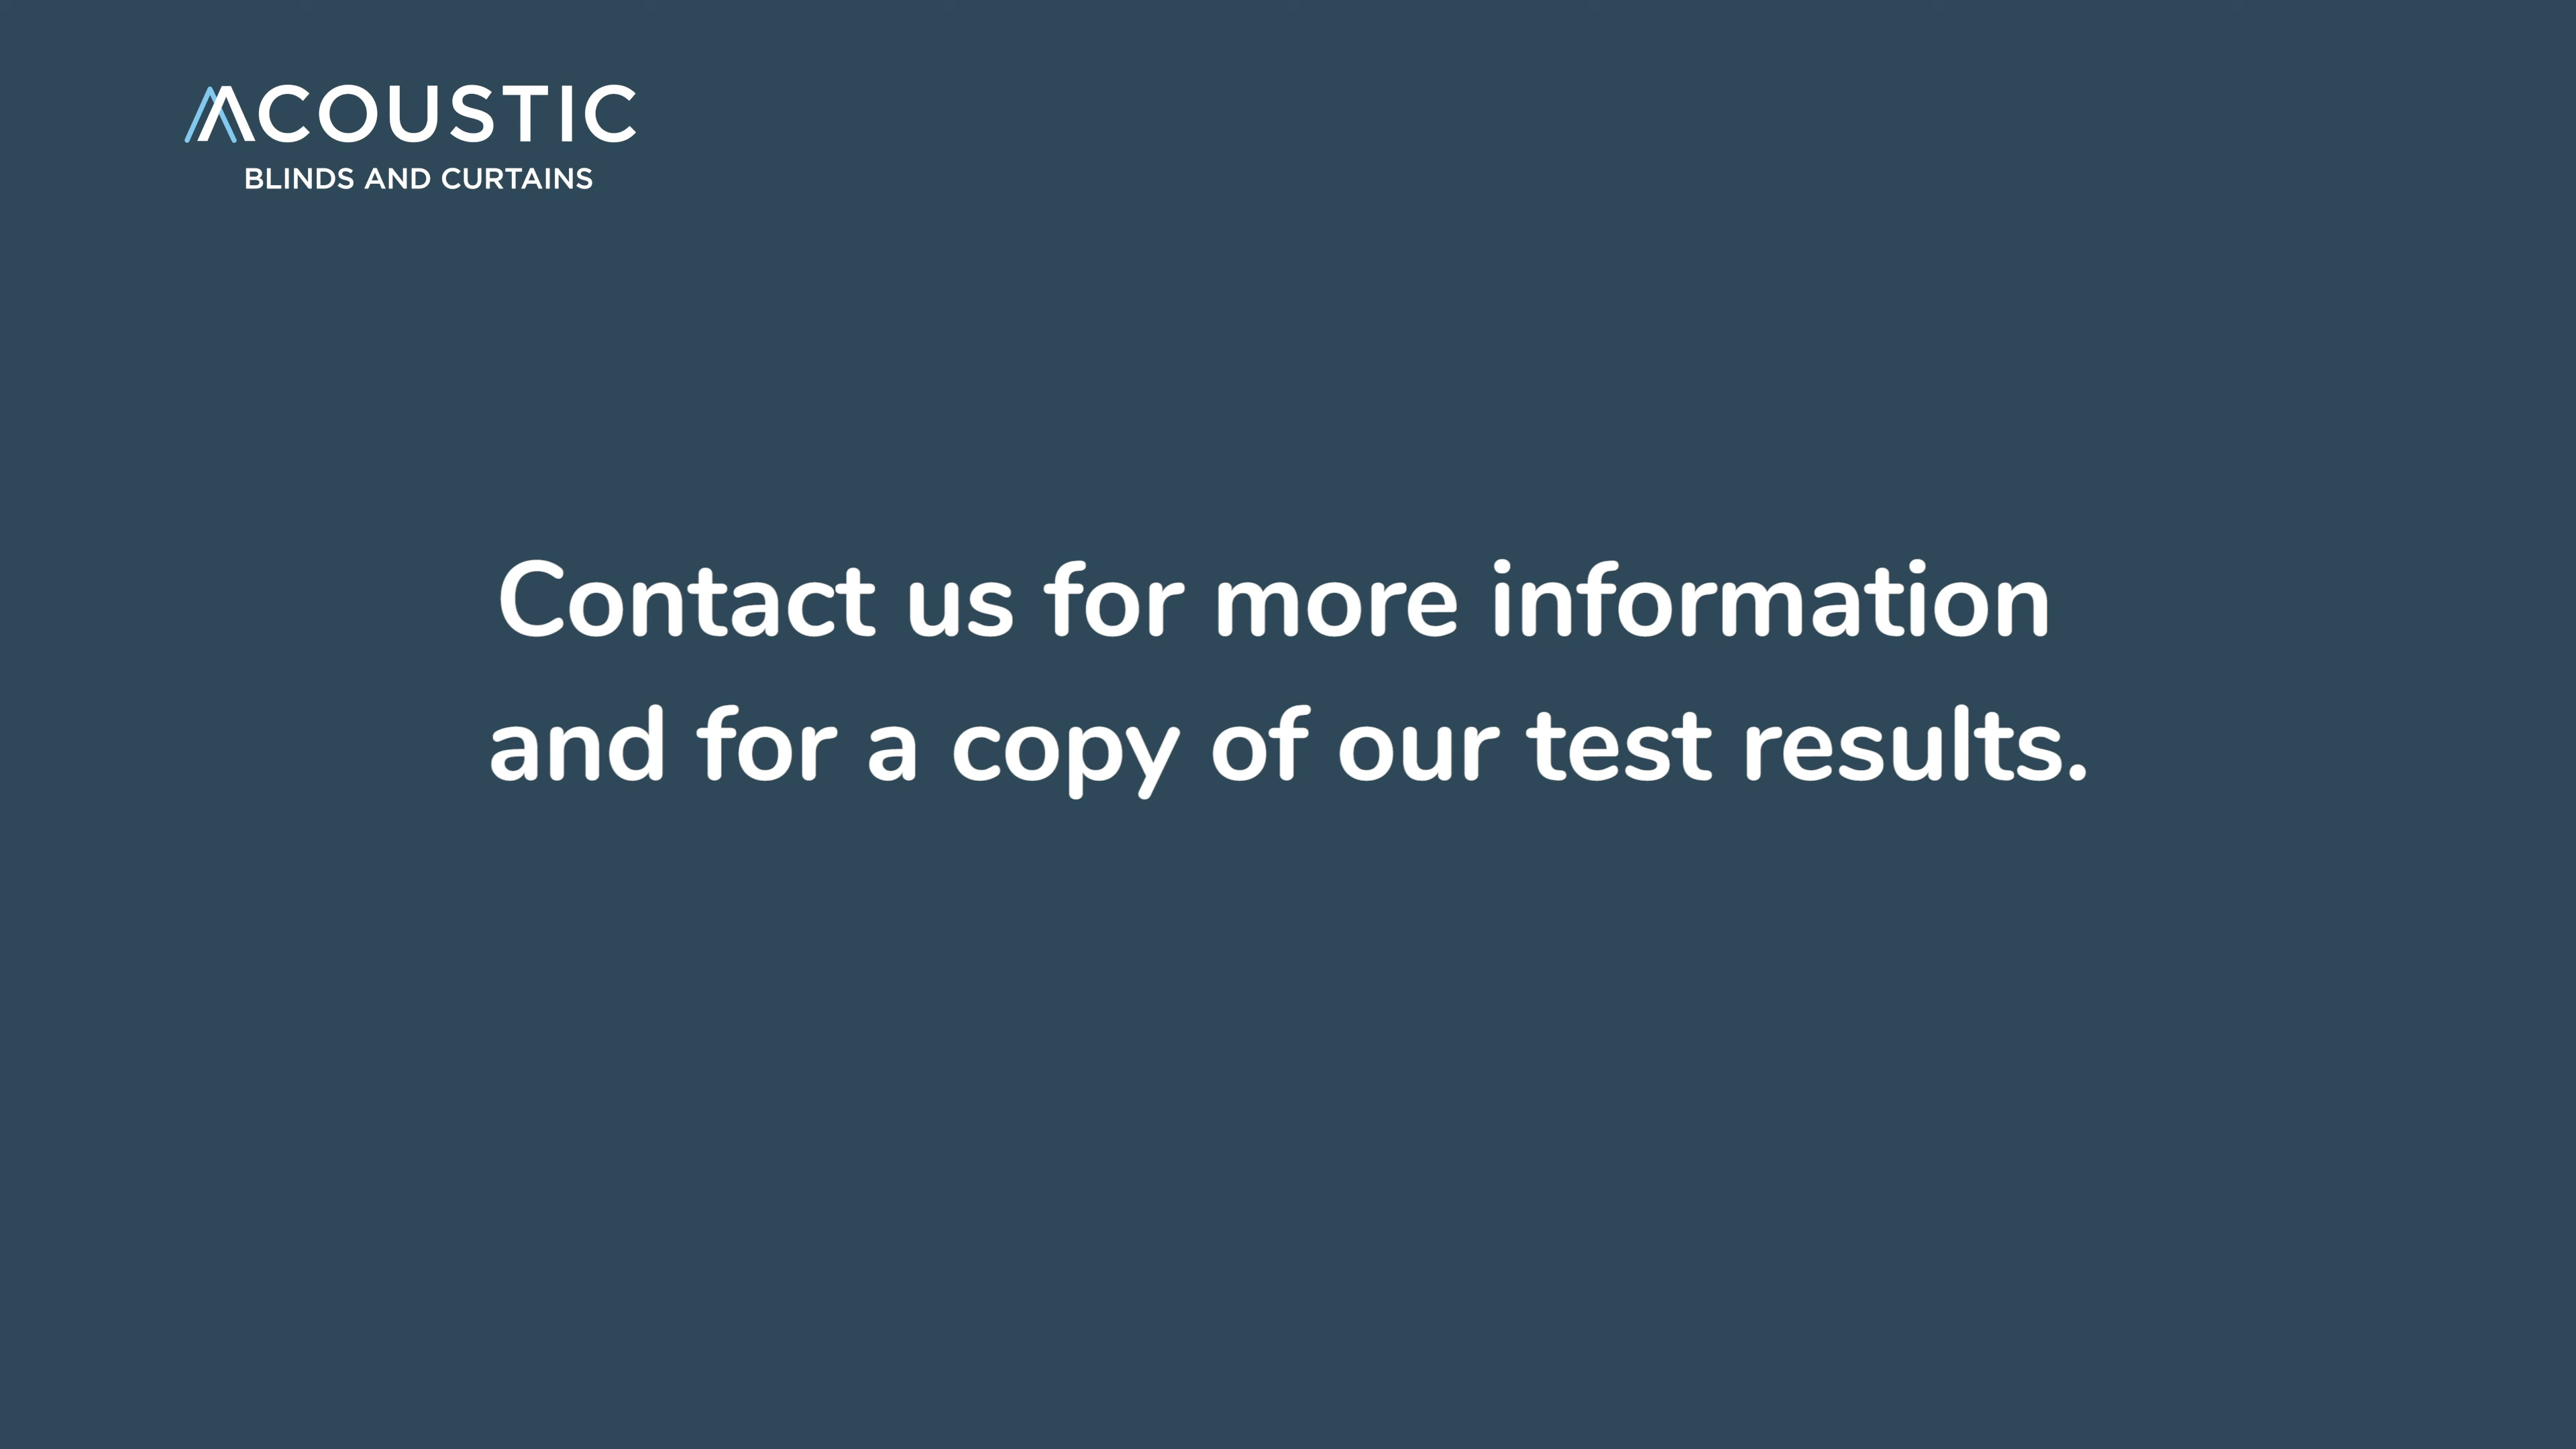 ACOUSTIC
BLINDS AND CURTAINS
Contact us for more information
and for a copy of our test results.